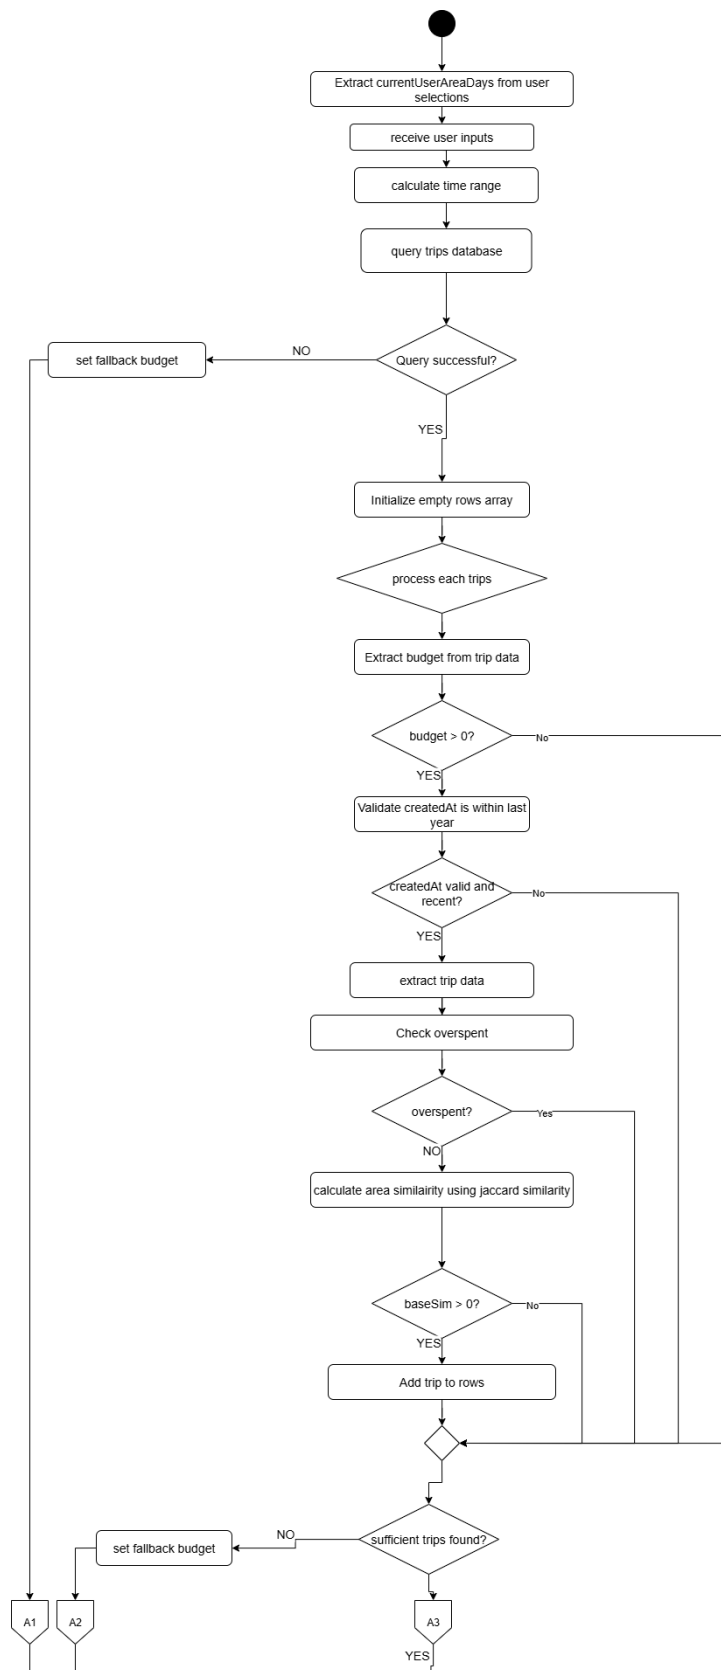 Extract currentUserAreaDays from user
selections
receive user inputs
calculate time range
query trips database
Query successful?
NO
set fallback budget
YES
Initialize empty rows array
process each trips
Extract budget from trip data
budget > 0?
No
YES
Validate createdAt is within last
year
createdAt valid and
recent?
No
YES
extract trip data
Check overspent
overspent?
Yes
NO
calculate area similairity using jaccard similarity
baseSim > 0?
No
YES
Add trip to rows
sufficient trips found?
NO
set fallback budget
A1
A2
A3
YES